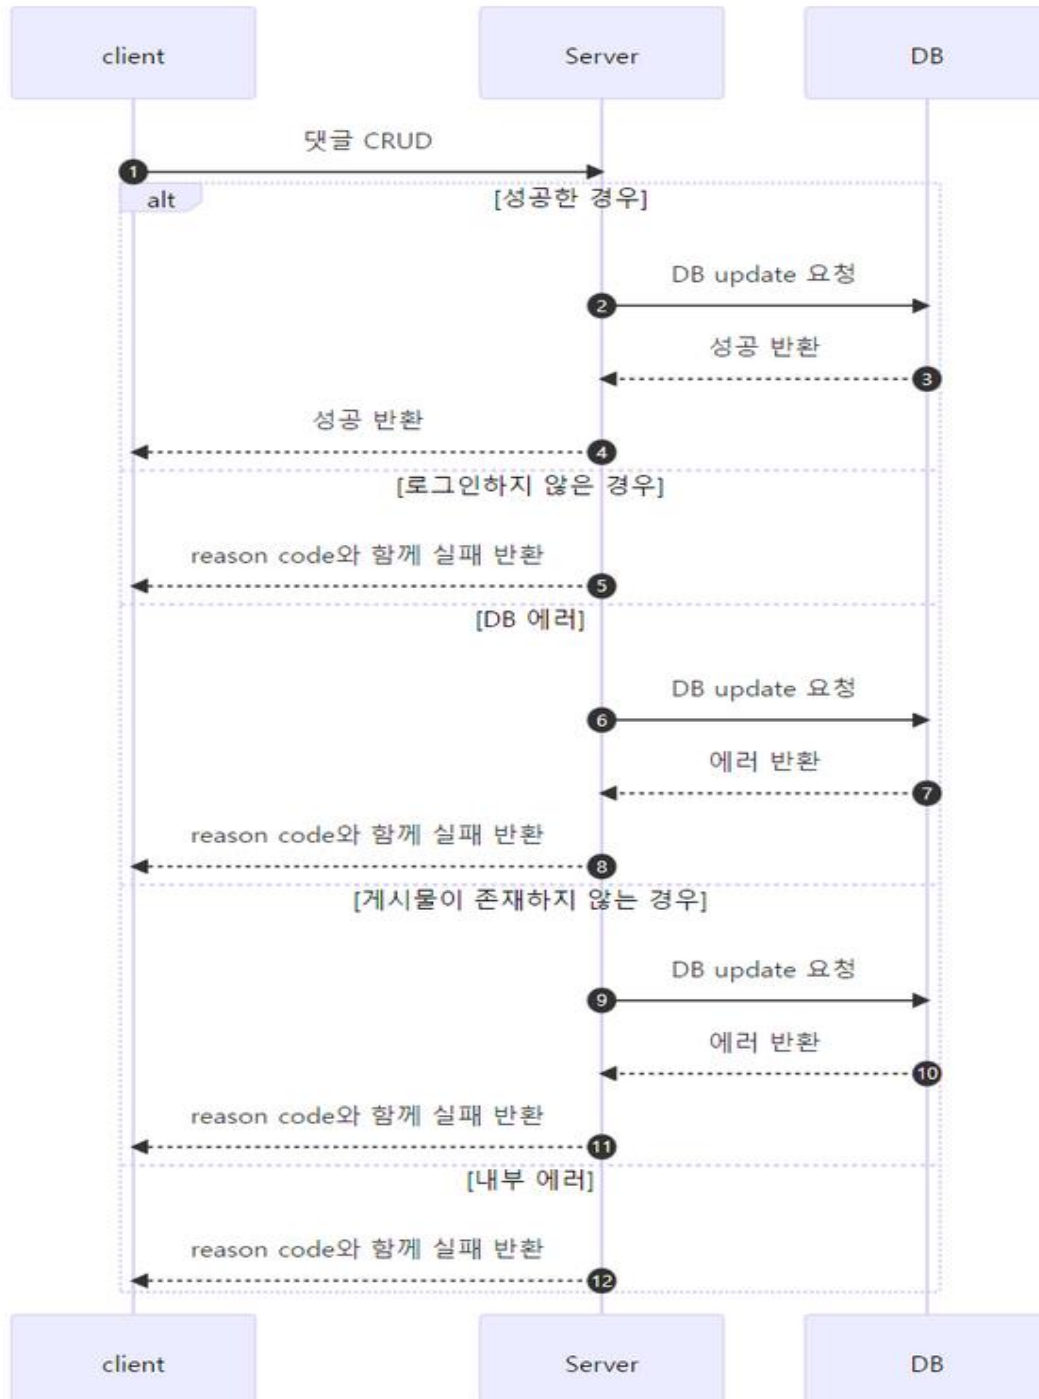 client Server DB
댓글 CRUD
1
alt [성공한 경우]
DB update 요청
2
성공 반환
3
성공 반환
4
[로그인하지 않은 경우]
reason code와 함께 실패 반환
5
[DB 에러]
DB update 요청
6
에러 반환
7
reason code와 함께 실패 반환
8
[게시물이 존재하지 않는 경우]
DB update 요청
9
에러 반환
10
reason code와 함께 실패 반환
11
[내부 에러]
reason code와 함께 실패 반환
12
client Server DB